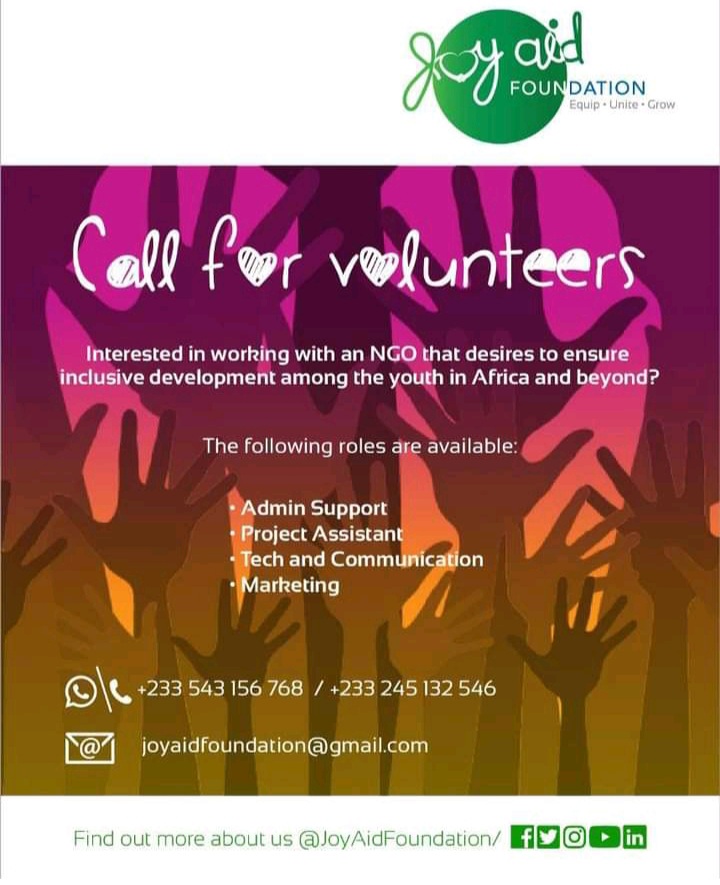 Joy aid
FOUNDATION
Equip • Unite • Grow
Call for volunteers
Interested in working with an NGO that desires to ensure
inclusive development among the youth in Africa and beyond?
The following roles are available:
• Admin Support
• Project Assistant
• Tech and Communication
• Marketing
+233 543 156 768 / +233 245 132 546
joyaidfoundation@gmail.com
Find out more about us @JoyAidFoundation/